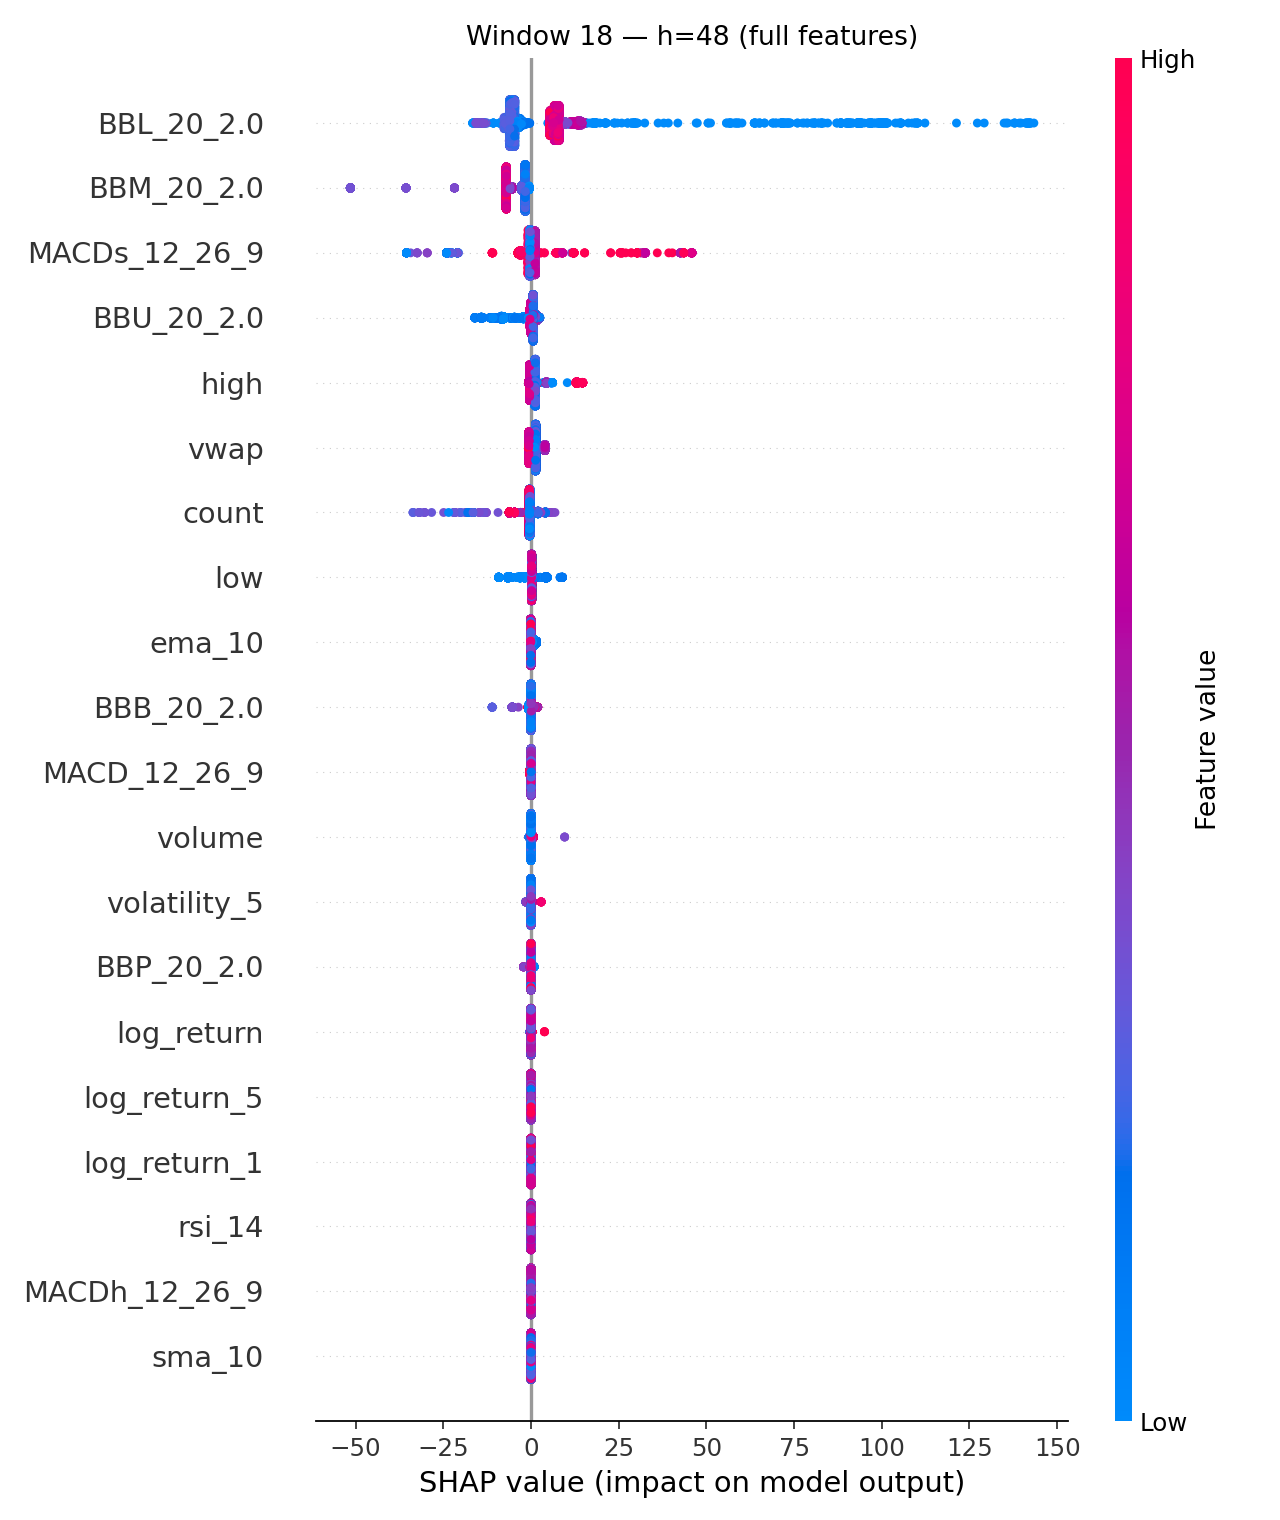 Window 18 — h=48 (full features)
High
BBL_20_2.0
BBM_20_2.0
MACDs_12_26_9
BBU_20_2.0
high
vwap
count
low
ema_10
BBB_20_2.0
MACD_12_26_9
volume
volatility_5
BBP_20_2.0
log_return
log_return_5
log_return_1
rsi_14
MACDh_12_26_9
sma_10
Feature value
Low
−50 −25 0 25 50 75 100 125 150
SHAP value (impact on model output)